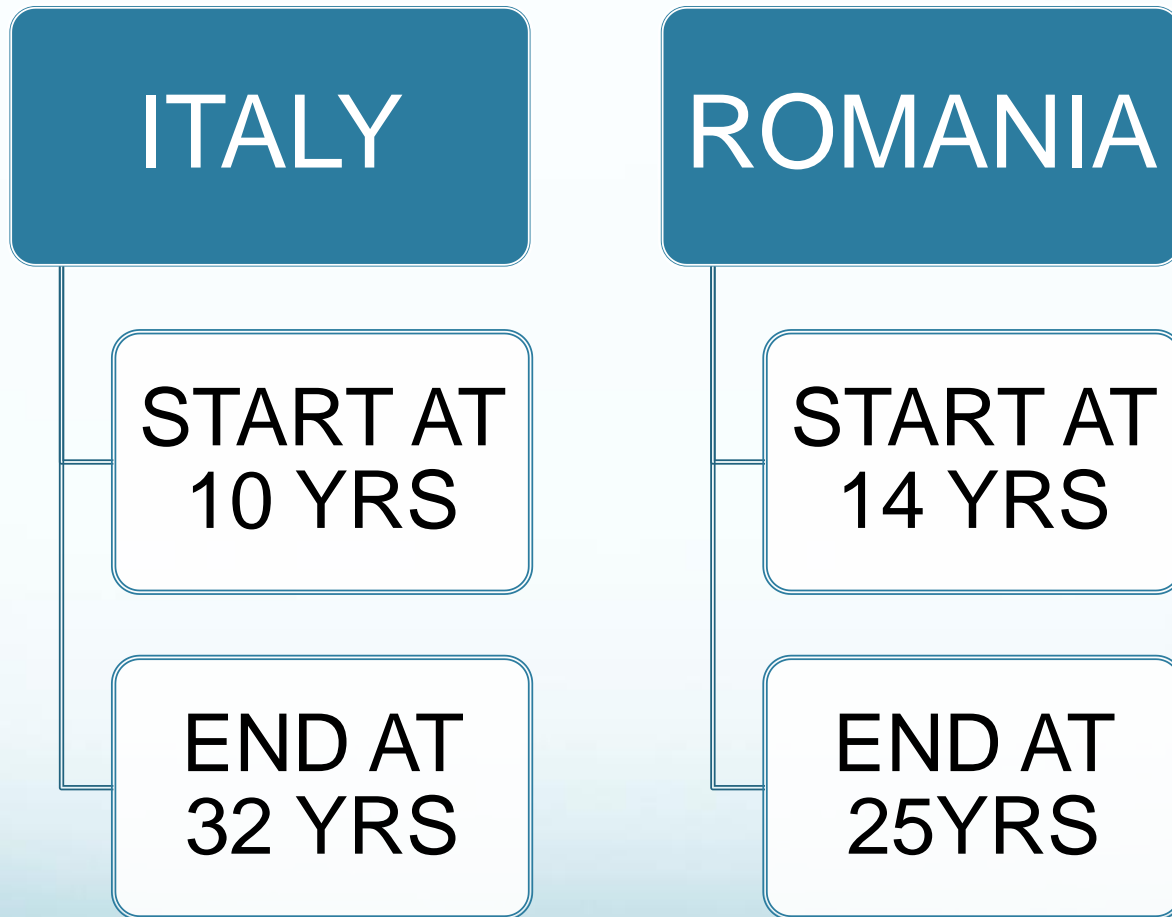 ITALY
START AT
10 YRS
END AT
32 YRS
ROMANIA
START AT
14 YRS
END AT
25YRS